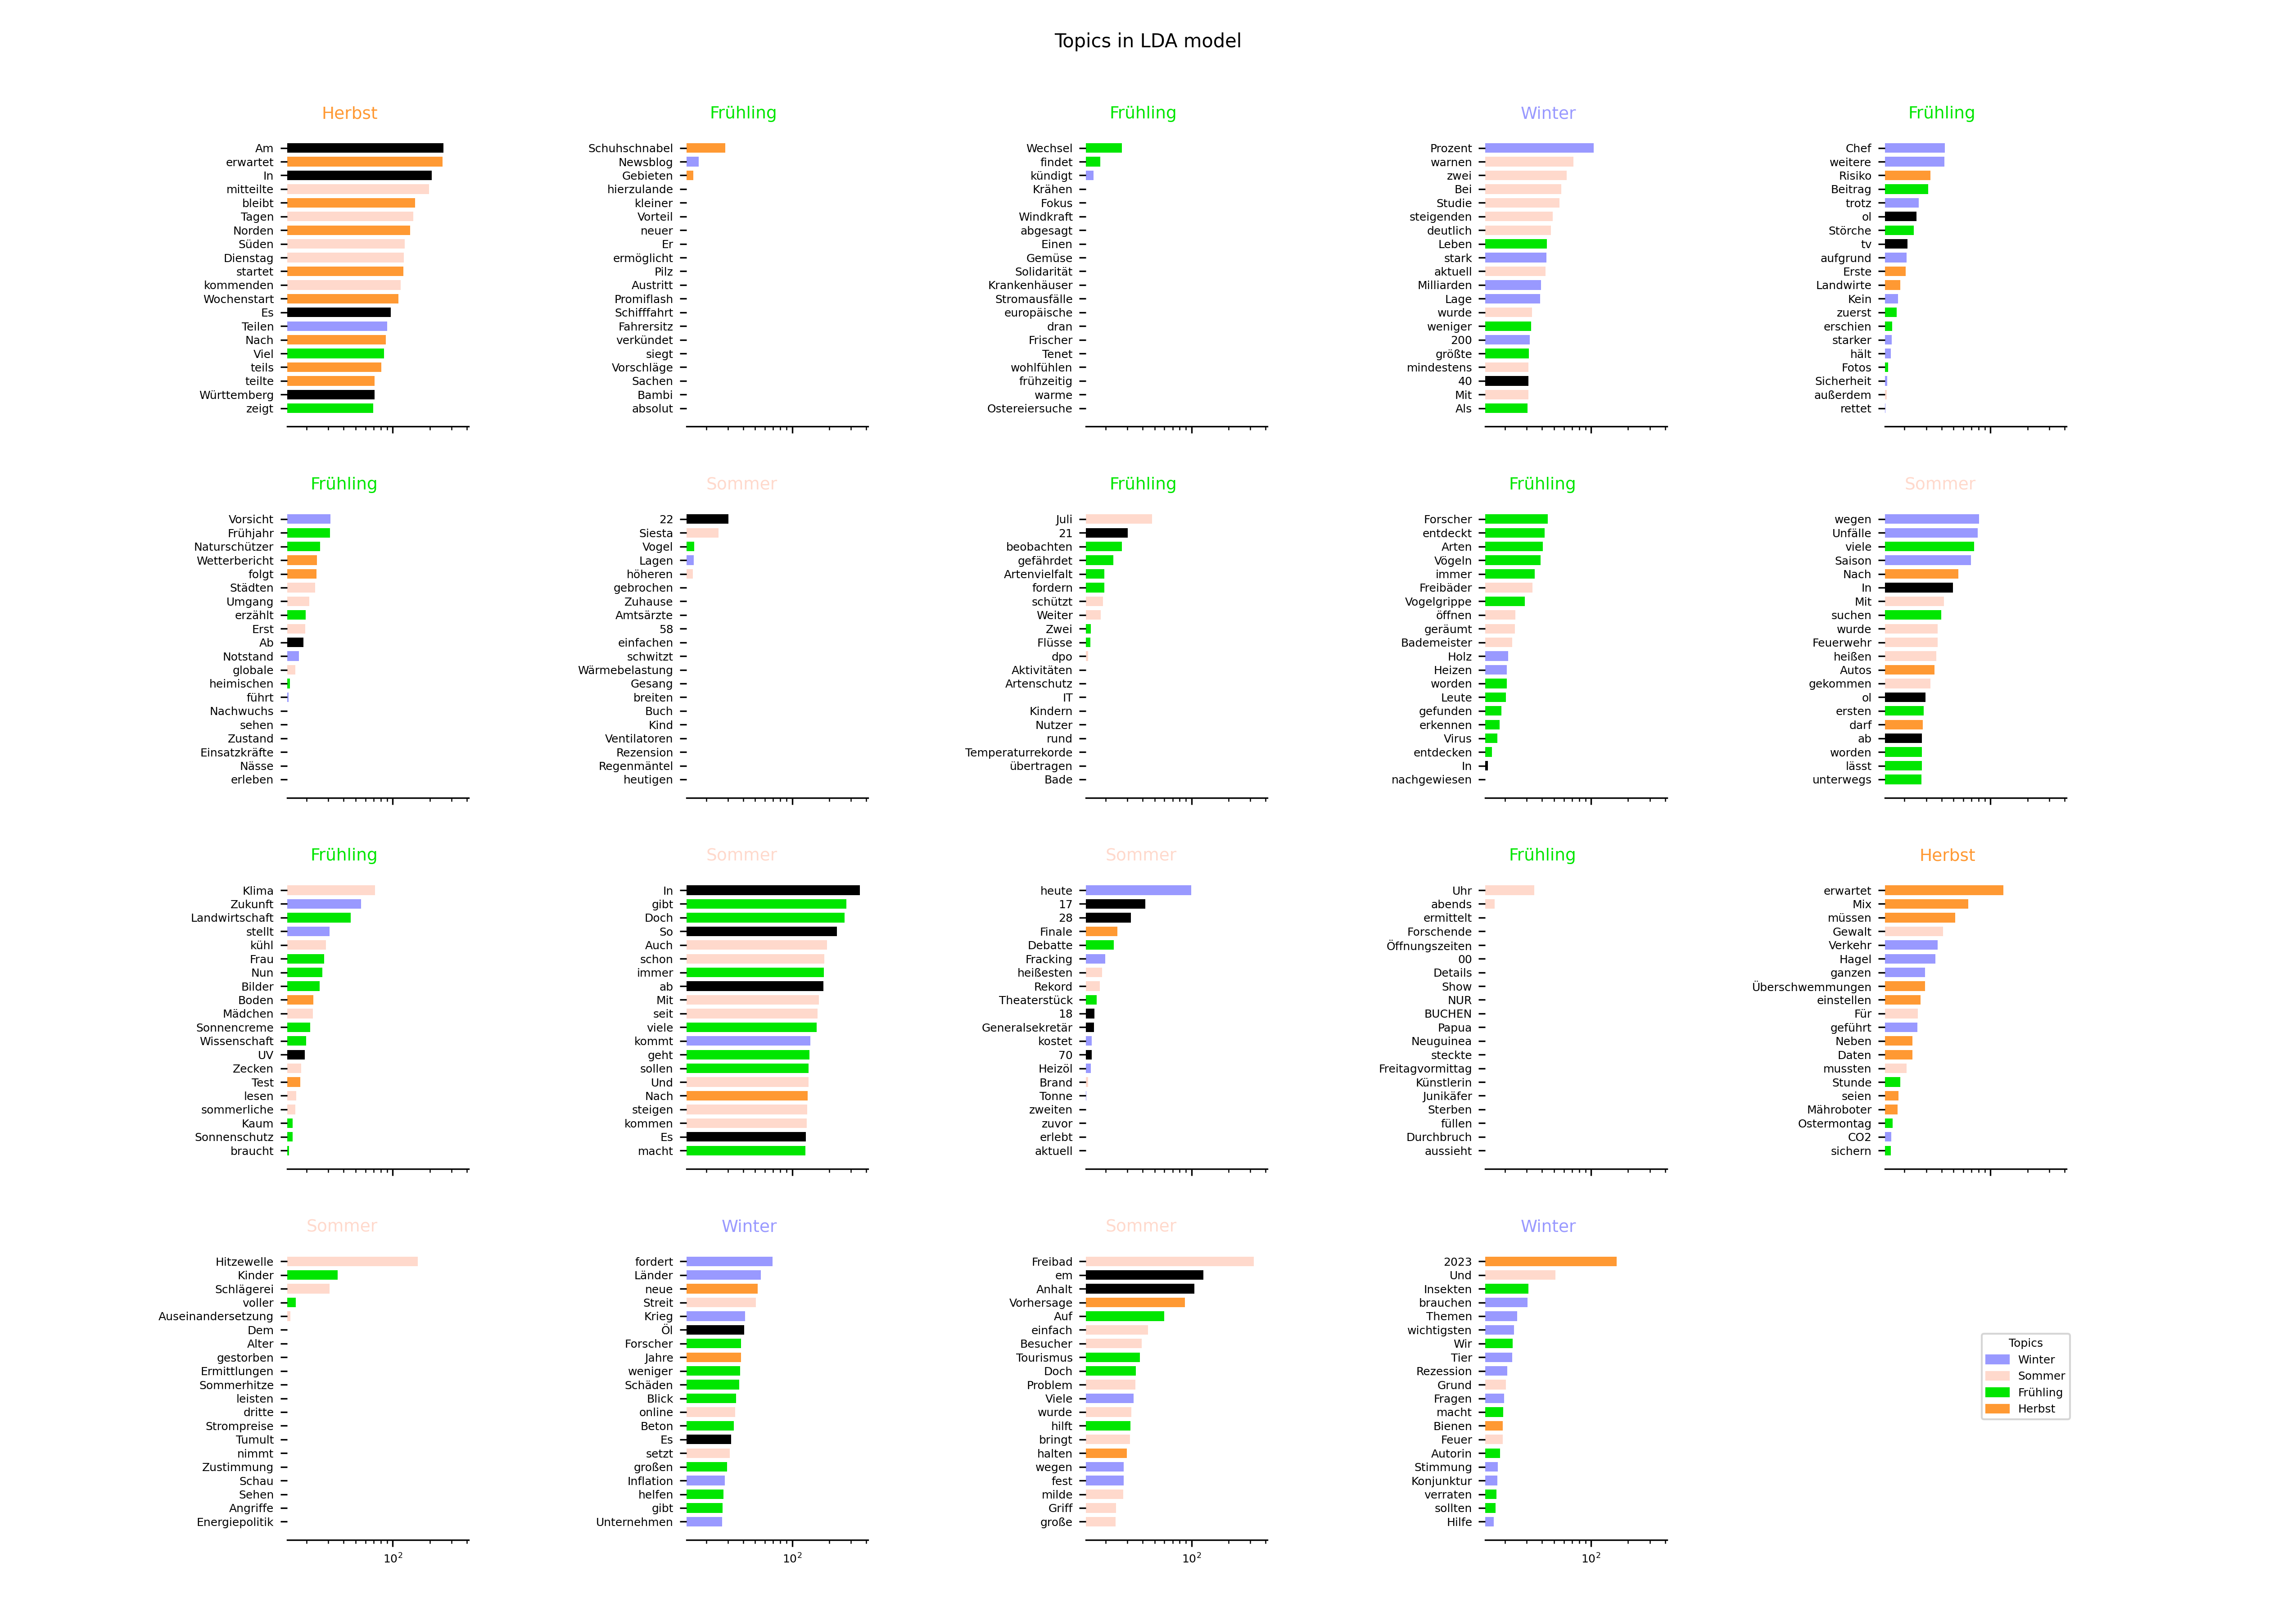 Topics in LDA model
Herbst
Am
erwartet
In
mitteilte
bleibt
Tagen
Norden
Süden
Dienstag
startet
kommenden
Wochenstart
Es
Teilen
Nach
Viel
teils
teilte
Württemberg
zeigt
Frühling
Schuhschnabel
Newsblog
Gebieten
hierzulande
kleiner
Vorteil
neuer
Er
ermöglicht
Pilz
Austritt
Promiflash
Schifffahrt
Fahrersitz
verkündet
siegt
Vorschläge
Sachen
Bambi
absolut
Frühling
Wechsel
findet
kündigt
Krähen
Fokus
Windkraft
abgesagt
Einen
Gemüse
Solidarität
Krankenhäuser
Stromausfälle
europäische
dran
Frischer
Tenet
wohlfühlen
frühzeitig
warme
Ostereiersuche
Winter
Prozent
warnen
zwei
Bei
Studie
steigenden
deutlich
Leben
stark
aktuell
Milliarden
Lage
wurde
weniger
200
größte
mindestens
40
Mit
Als
Frühling
Chef
weitere
Risiko
Beitrag
trotz
ol
Störche
tv
aufgrund
Erste
Landwirte
Kein
zuerst
erschien
starker
hält
Fotos
Sicherheit
außerdem
rettet
Frühling
Vorsicht
Frühjahr
Naturschützer
Wetterbericht
folgt
Städten
Umgang
erzählt
Erst
Ab
Notstand
globale
heimischen
führt
Nachwuchs
sehen
Zustand
Einsatzkräfte
Nässe
erleben
Sommer
22
Siesta
Vogel
Lagen
höheren
gebrochen
Zuhause
Amtsärzte
58
einfachen
schwitzt
Wärmebelastung
Gesang
breiten
Buch
Kind
Ventilatoren
Rezension
Regenmäntel
heutigen
Frühling
Juli
21
beobachten
gefährdet
Artenvielfalt
fordern
schützt
Weiter
Zwei
Flüsse
dpo
Aktivitäten
Artenschutz
IT
Kindern
Nutzer
rund
Temperaturrekorde
übertragen
Bade
Frühling
Forscher
entdeckt
Arten
Vögeln
immer
Freibäder
Vogelgrippe
öffnen
geräumt
Bademeister
Holz
Heizen
worden
Leute
gefunden
erkennen
Virus
entdecken
In
nachgewiesen
Sommer
wegen
Unfälle
viele
Saison
Nach
In
Mit
suchen
wurde
Feuerwehr
heißen
Autos
gekommen
ol
ersten
darf
ab
worden
lässt
unterwegs
Frühling
Klima
Zukunft
Landwirtschaft
stellt
kühl
Frau
Nun
Bilder
Boden
Mädchen
Sonnencreme
Wissenschaft
UV
Zecken
Test
lesen
sommerliche
Kaum
Sonnenschutz
braucht
Sommer
In
gibt
Doch
So
Auch
schon
immer
ab
Mit
seit
viele
kommt
geht
sollen
Und
Nach
steigen
kommen
Es
macht
Sommer
heute
17
28
Finale
Debatte
Fracking
heißesten
Rekord
Theaterstück
18
Generalsekretär
kostet
70
Heizöl
Brand
Tonne
zweiten
zuvor
erlebt
aktuell
Frühling
Uhr
abends
ermittelt
Forschende
Öffnungszeiten
00
Details
Show
NUR
BUCHEN
Papua
Neuguinea
steckte
Freitagvormittag
Künstlerin
Junikäfer
Sterben
füllen
Durchbruch
aussieht
Herbst
erwartet
Mix
müssen
Gewalt
Verkehr
Hagel
ganzen
Überschwemmungen
einstellen
Für
geführt
Neben
Daten
mussten
Stunde
seien
Mähroboter
Ostermontag
CO2
sichern
Sommer
Hitzewelle
Kinder
Schlägerei
voller
Auseinandersetzung
Dem
Alter
gestorben
Ermittlungen
Sommerhitze
leisten
dritte
Strompreise
Tumult
nimmt
Zustimmung
Schau
Sehen
Angriffe
Energiepolitik
10²
Winter
fordert
Länder
neue
Streit
Krieg
Öl
Forscher
Jahre
weniger
Schäden
Blick
online
Beton
Es
setzt
großen
Inflation
helfen
gibt
Unternehmen
10²
Sommer
Freibad
em
Anhalt
Vorhersage
Auf
einfach
Besucher
Tourismus
Doch
Problem
Viele
wurde
hilft
bringt
halten
wegen
fest
milde
Griff
große
10²
Winter
2023
Und
Insekten
brauchen
Themen
wichtigsten
Wir
Tier
Rezession
Grund
Fragen
macht
Bienen
Feuer
Autorin
Stimmung
Konjunktur
verraten
sollten
Hilfe
10²
Topics
Winter
Sommer
Frühling
Herbst